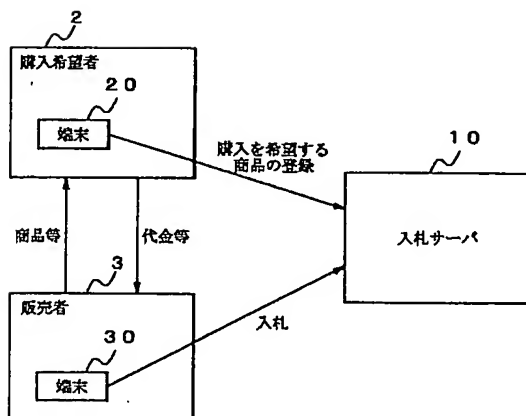 2
購入希望者
20
端末
購入を希望する
商品の登録
10
入札サーバ
商品等
代金等
3
販売者
30
端末
入札